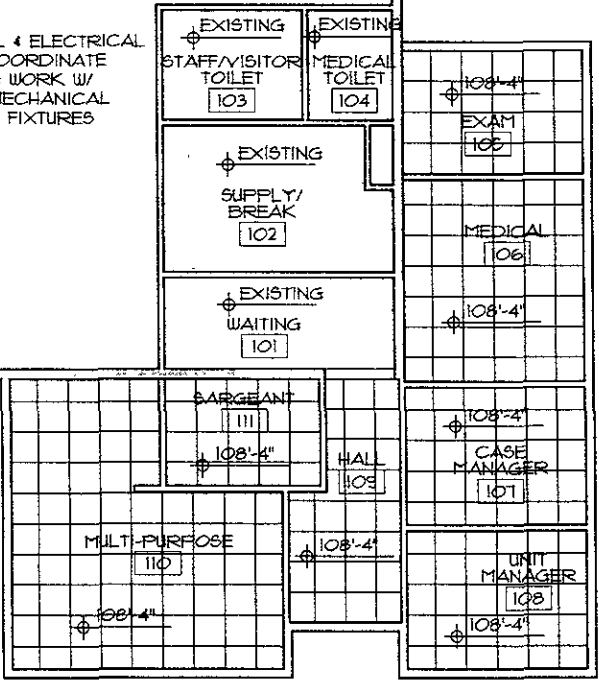 L & ELECTRICAL
OORDINATE
WORK W/
ECHANICAL
FIXTURES
EXISTING
STAFF/VISITOR
TOILET
103
EXISTING
MEDICAL
TOILET
104
108'-4"
EXAM
105
EXISTING
SUPPLY/
BREAK
102
MEDICAL
106
108'-4"
EXISTING
WAITING
101
SARGEANT
111
108'-4"
HALL
109
108'-4"
108'-4"
CASE
MANAGER
107
MULTI-PURPOSE
110
108'-4"
UNIT
MANAGER
108
108'-4"